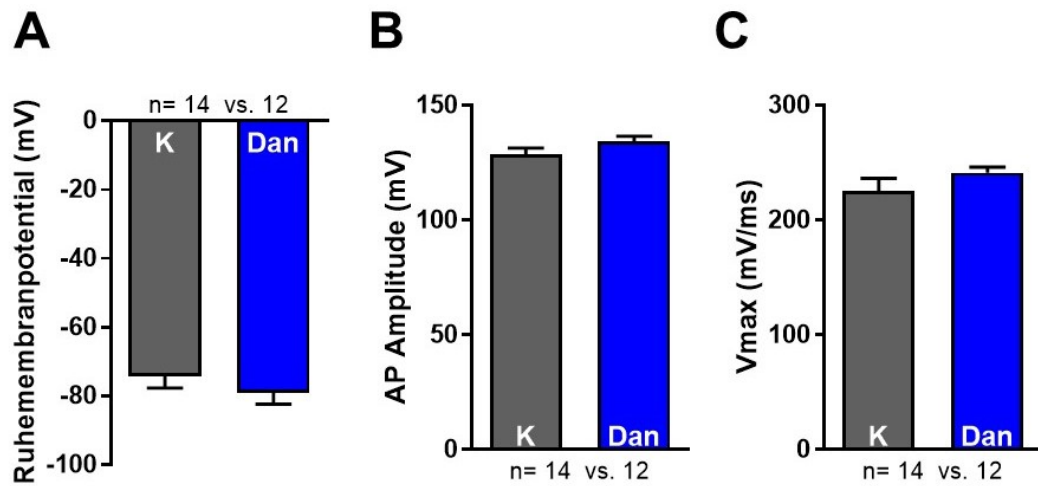 A
Ruhemembranpotential (mV)
n= 14 vs. 12
0
-20
-40
-60
-80
-100
K
Dan
B
AP Amplitude (mV)
150
100
50
0
K
Dan
n= 14 vs. 12
C
Vmax (mV/ms)
300
200
100
0
K
Dan
n= 14 vs. 12